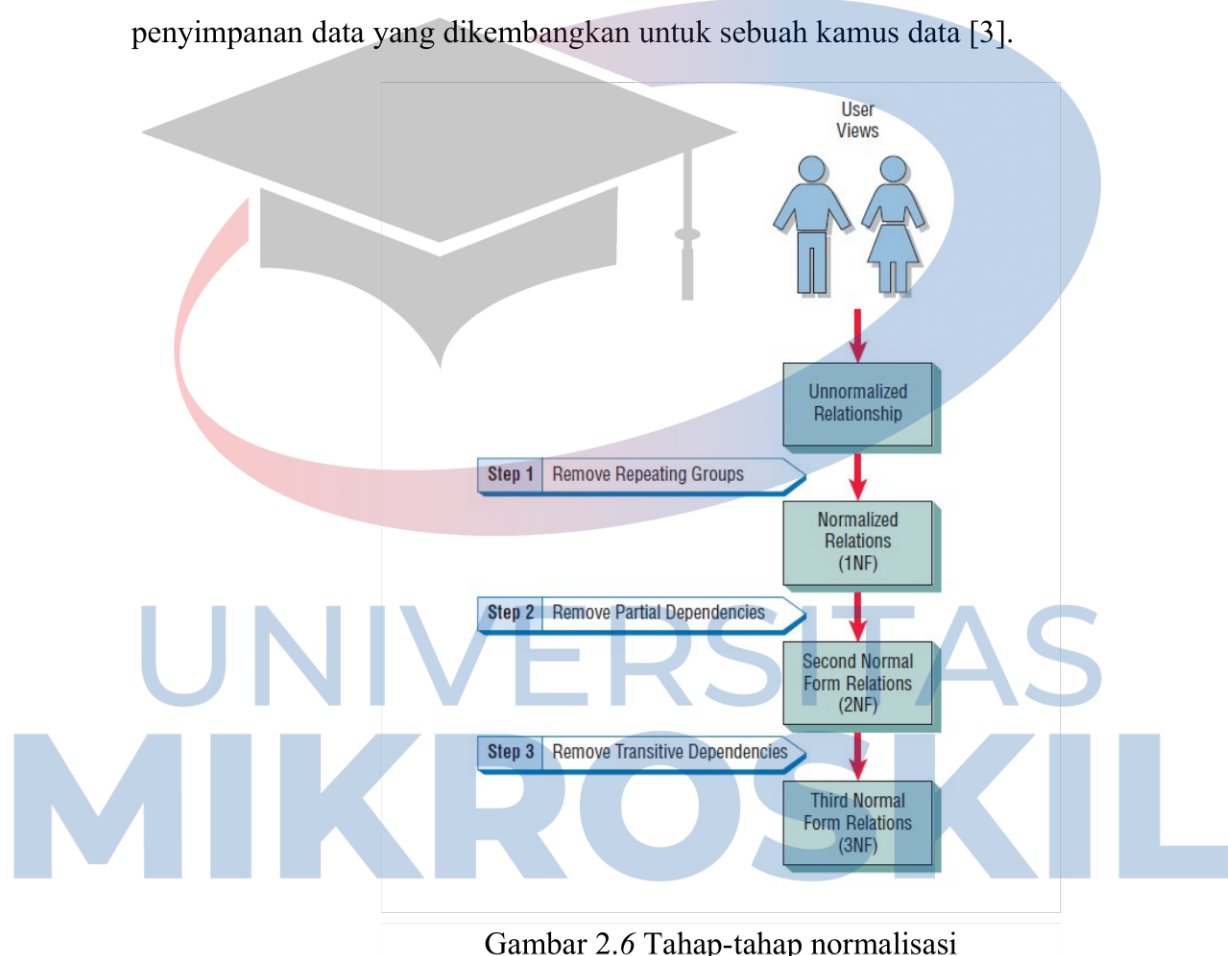 penyimpanan data yang dikembangkan untuk sebuah kamus data [3].
User
Views
Unnormalized
Relationship
Step 1 Remove Repeating Groups
Normalized
Relations
(1NF)
Step 2 Remove Partial Dependencies
Second Normal
Form Relations
(2NF)
Step 3 Remove Transitive Dependencies
Third Normal
Form Relations
(3NF)
UNIVERSITAS
MIKROSKIL
Gambar 2.6 Tahap-tahap normalisasi